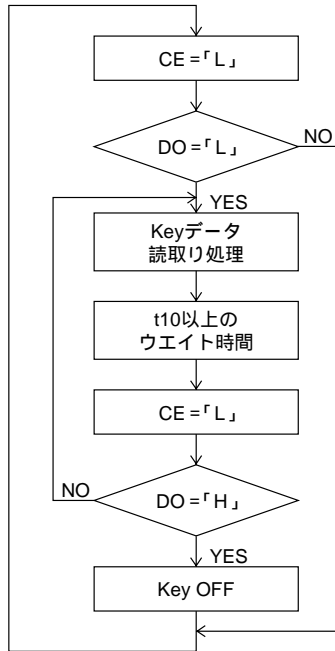 CE =「L」
DO =「L」
NO
YES
Keyデータ
読取り処理
t10以上の
ウエイト時間
CE =「L」
NO
DO =「H」
YES
Key OFF